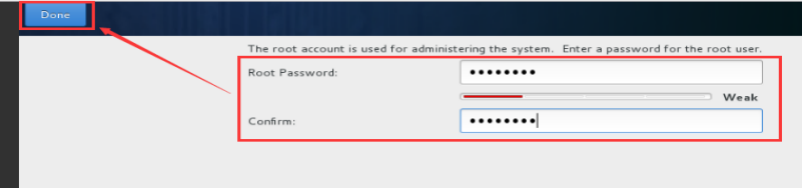 Done
The root account is used for administering the system. Enter a password for the root user.
Root Password: ••••••••
Weak
Confirm: ••••••••